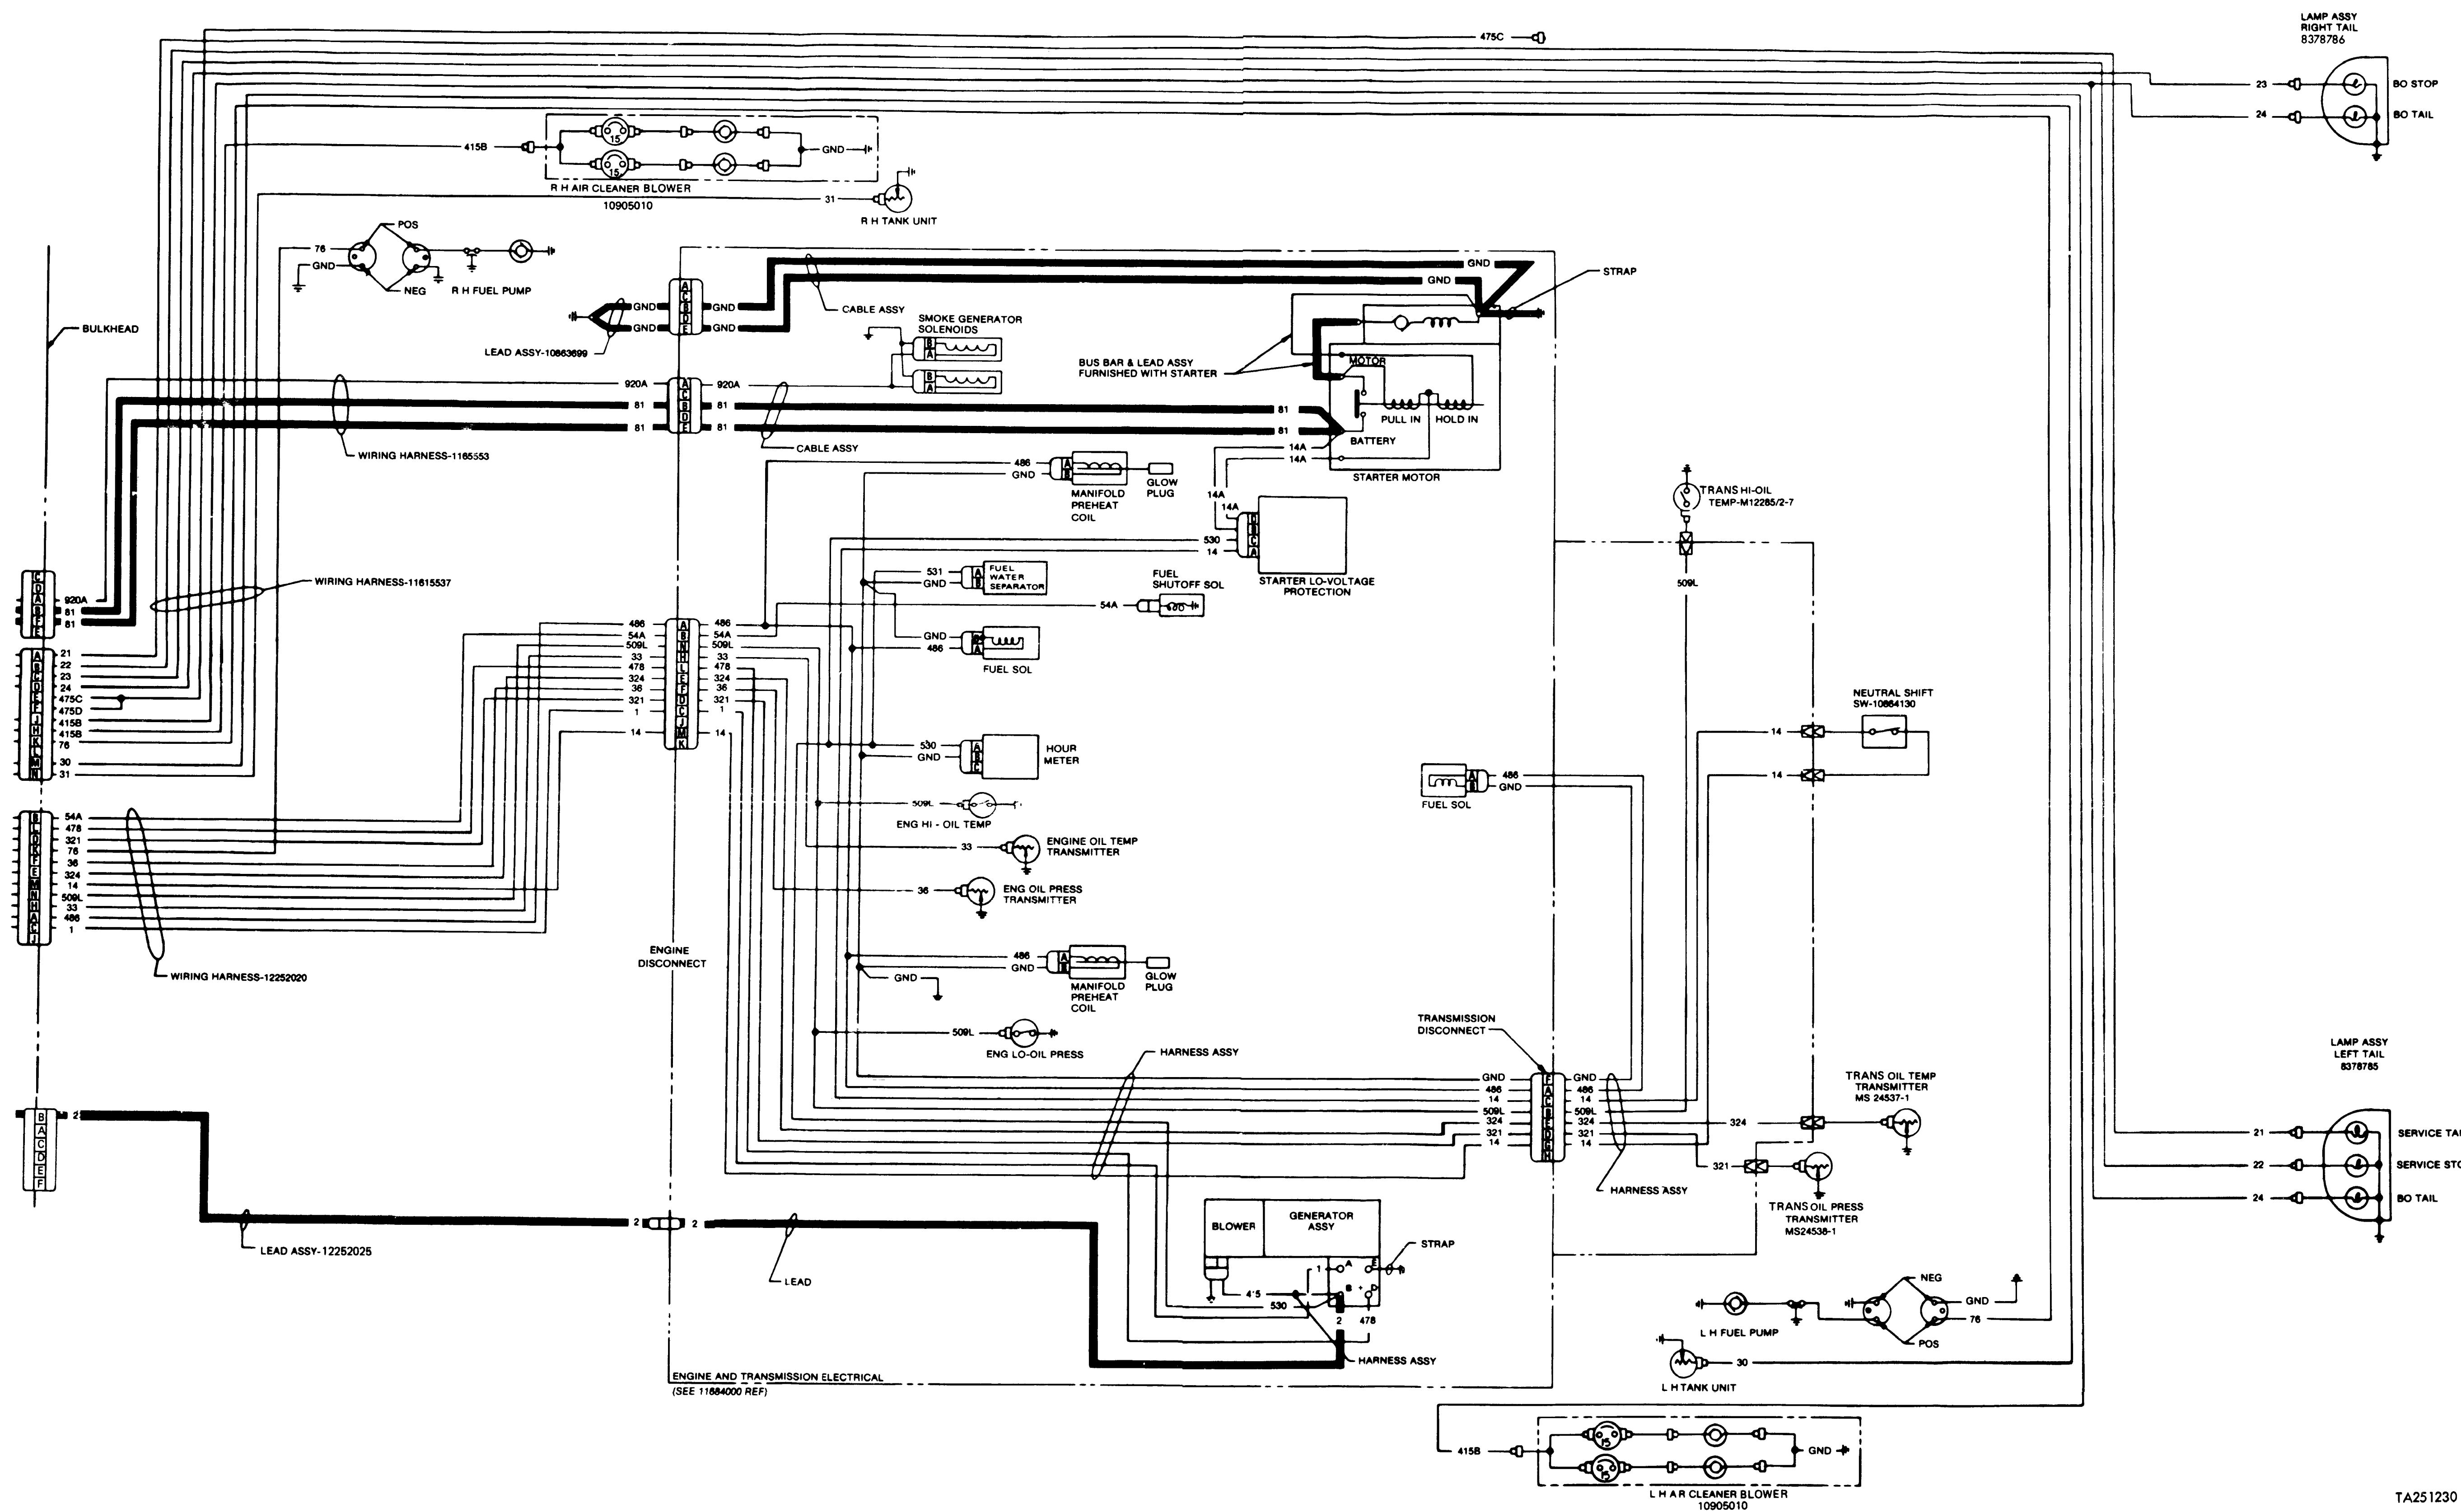 LAMP ASSY
RIGHT TAIL
8378786
475C
23
BO STOP
24
BO TAIL
415B
15
15
GND
R H AIR CLEANER BLOWER
10905010
31
R H TANK UNIT
76
POS
GND
NEG
R H FUEL PUMP
BULKHEAD
A
C
B
D
E
GND
GND
GND
GND
GND
GND
STRAP
CABLE ASSY
LEAD ASSY-10863699
SMOKE GENERATOR
SOLENOIDS
B
A
B
A
BUS BAR & LEAD ASSY
FURNISHED WITH STARTER
MOTOR
PULL IN
HOLD IN
BATTERY
STARTER MOTOR
920A
A
920A
C
81
B
81
D
81
E
81
81
81
14A
14A
CABLE ASSY
WIRING HARNESS-1165553
486
A
GND
B
MANIFOLD
PREHEAT
COIL
GLOW
PLUG
14A
14A
530
C
14
A
STARTER LO-VOLTAGE
PROTECTION
TRANS HI-OIL
TEMP-M12285/2-7
509L
WIRING HARNESS-11615537
531
A
GND
B
FUEL
WATER
SEPARATOR
FUEL
SHUTOFF SOL
54A
GND
486
A
FUEL SOL
C
D
A
920A
B
81
F
81
E
A
21
B
22
C
23
D
24
E
475C
F
475D
J
415B
H
415B
K
76
L
M
30
N
31
486
A
486
54A
B
54A
509L
N
509L
33
H
33
478
L
478
324
E
324
36
F
36
321
D
321
1
C
1
J
14
M
14
K
530
A
GND
B
C
HOUR
METER
NEUTRAL SHIFT
SW-10864130
14
14
486
A
GND
B
FUEL SOL
B
54A
L
478
D
321
K
76
F
36
E
324
M
14
N
509L
H
33
A
486
C
1
J
WIRING HARNESS-12252020
509L
ENG HI - OIL TEMP
33
ENGINE OIL TEMP
TRANSMITTER
36
ENG OIL PRESS
TRANSMITTER
ENGINE
DISCONNECT
486
A
GND
B
GND
MANIFOLD
PREHEAT
COIL
GLOW
PLUG
509L
ENG LO-OIL PRESS
HARNESS ASSY
TRANSMISSION
DISCONNECT
GND
F
GND
486
A
486
14
C
14
509L
B
509L
324
E
324
321
D
321
14
14
HARNESS ASSY
TRANS OIL TEMP
TRANSMITTER
MS 24537-1
324
321
TRANS OIL PRESS
TRANSMITTER
MS24538-1
LAMP ASSY
LEFT TAIL
8378785
21
SERVICE TAI
22
SERVICE STO
24
BO TAIL
2
B
A
C
D
E
F
LEAD ASSY-12252025
2
2
LEAD
BLOWER
GENERATOR
ASSY
STRAP
1
A
E
B
+
D
4'5
530
2
478
HARNESS ASSY
ENGINE AND TRANSMISSION ELECTRICAL
(SEE 11684000 REF)
NEG
GND
76
POS
L H FUEL PUMP
30
L H TANK UNIT
415B
15
15
GND
L H A R CLEANER BLOWER
10905010
TA251230